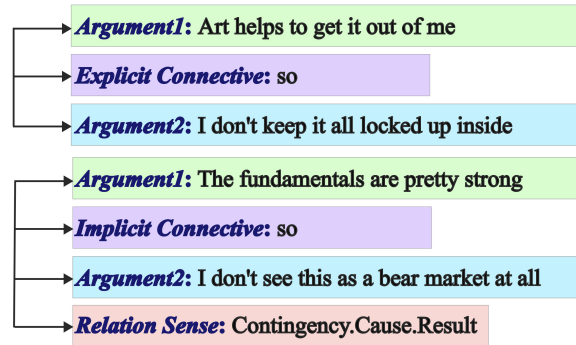 Argument1: Art helps to get it out of me
Explicit Connective: so
Argument2: I don't keep it all locked up inside
Argument1: The fundamentals are pretty strong
Implicit Connective: so
Argument2: I don't see this as a bear market at all
Relation Sense: Contingency.Cause.Result